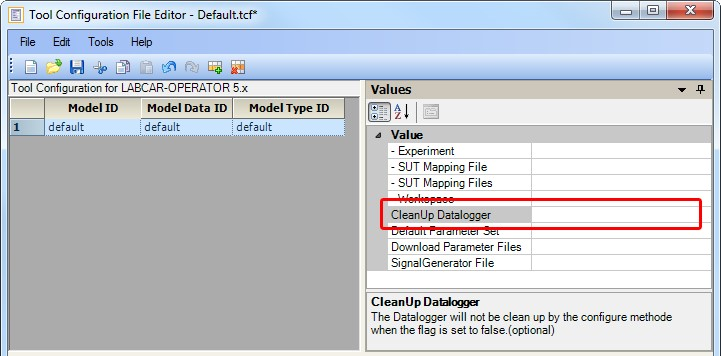 Tool Configuration File Editor - Default.tcf*
File Edit Tools Help
Tool Configuration for LABCAR-OPERATOR 5.x
Model ID Model Data ID Model Type ID
1 default default default
Values
A
Z
Value
- Experiment
- SUT Mapping File
- SUT Mapping Files
- Workspace
CleanUp Datalogger
Default Parameter Set
Download Parameter Files
SignalGenerator File
CleanUp Datalogger
The Datalogger will not be clean up by the configure methode
when the flag is set to false.(optional)